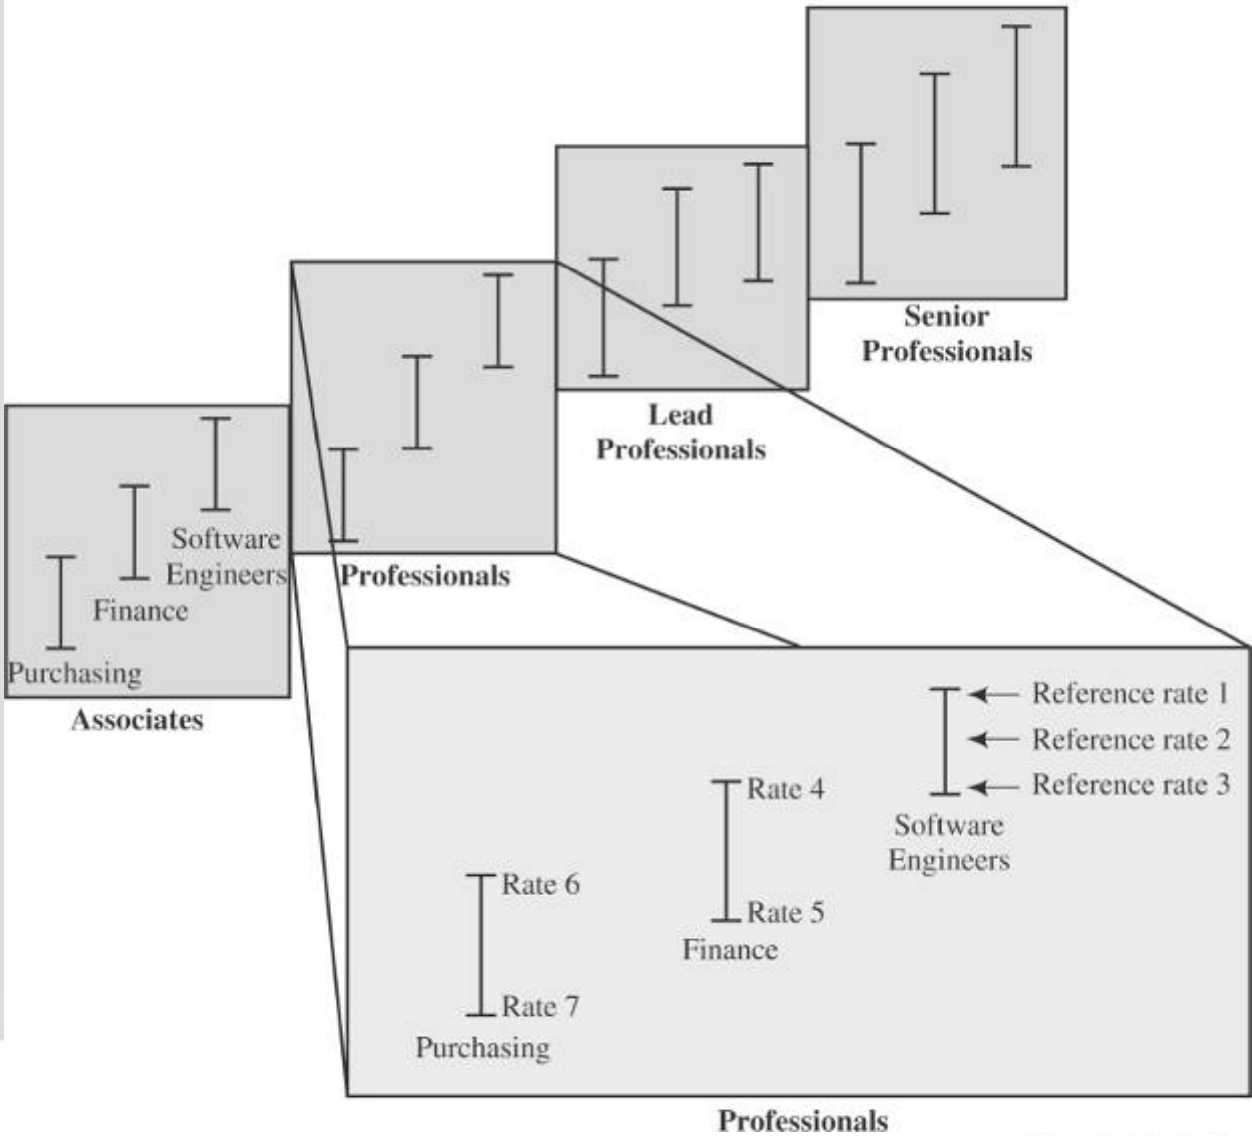 Senior
Professionals
Lead
Professionals
Software
Engineers
Finance
Purchasing
Associates
Professionals
Reference rate 1
Reference rate 2
Reference rate 3
Software
Engineers
Rate 4
Rate 5
Finance
Rate 6
Rate 7
Purchasing
Professionals